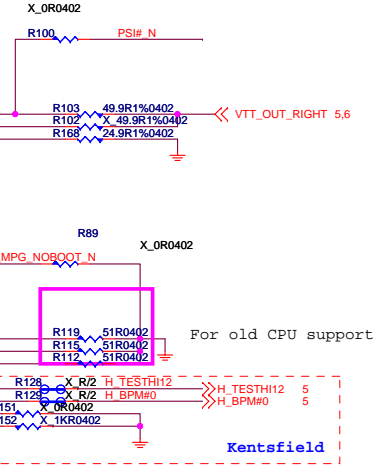 X_0R0402
R100 PSI#_N
R103 49.9R1%0402 VTT_OUT_RIGHT 5,6
R102 X_49.9R1%0402
R168 24.9R1%0402
R89
X_0R0402
MPG_NOBOOT_N
R119 51R0402 For old CPU support
R115 51R0402
R112 51R0402
R128 X_R/2 H_TESTHI12 H_TESTHI12 5
R129 X_R/2 H_BPM#0 H_BPM#0 5
151 X_0R0402
152 X_1KR0402
Kentsfield